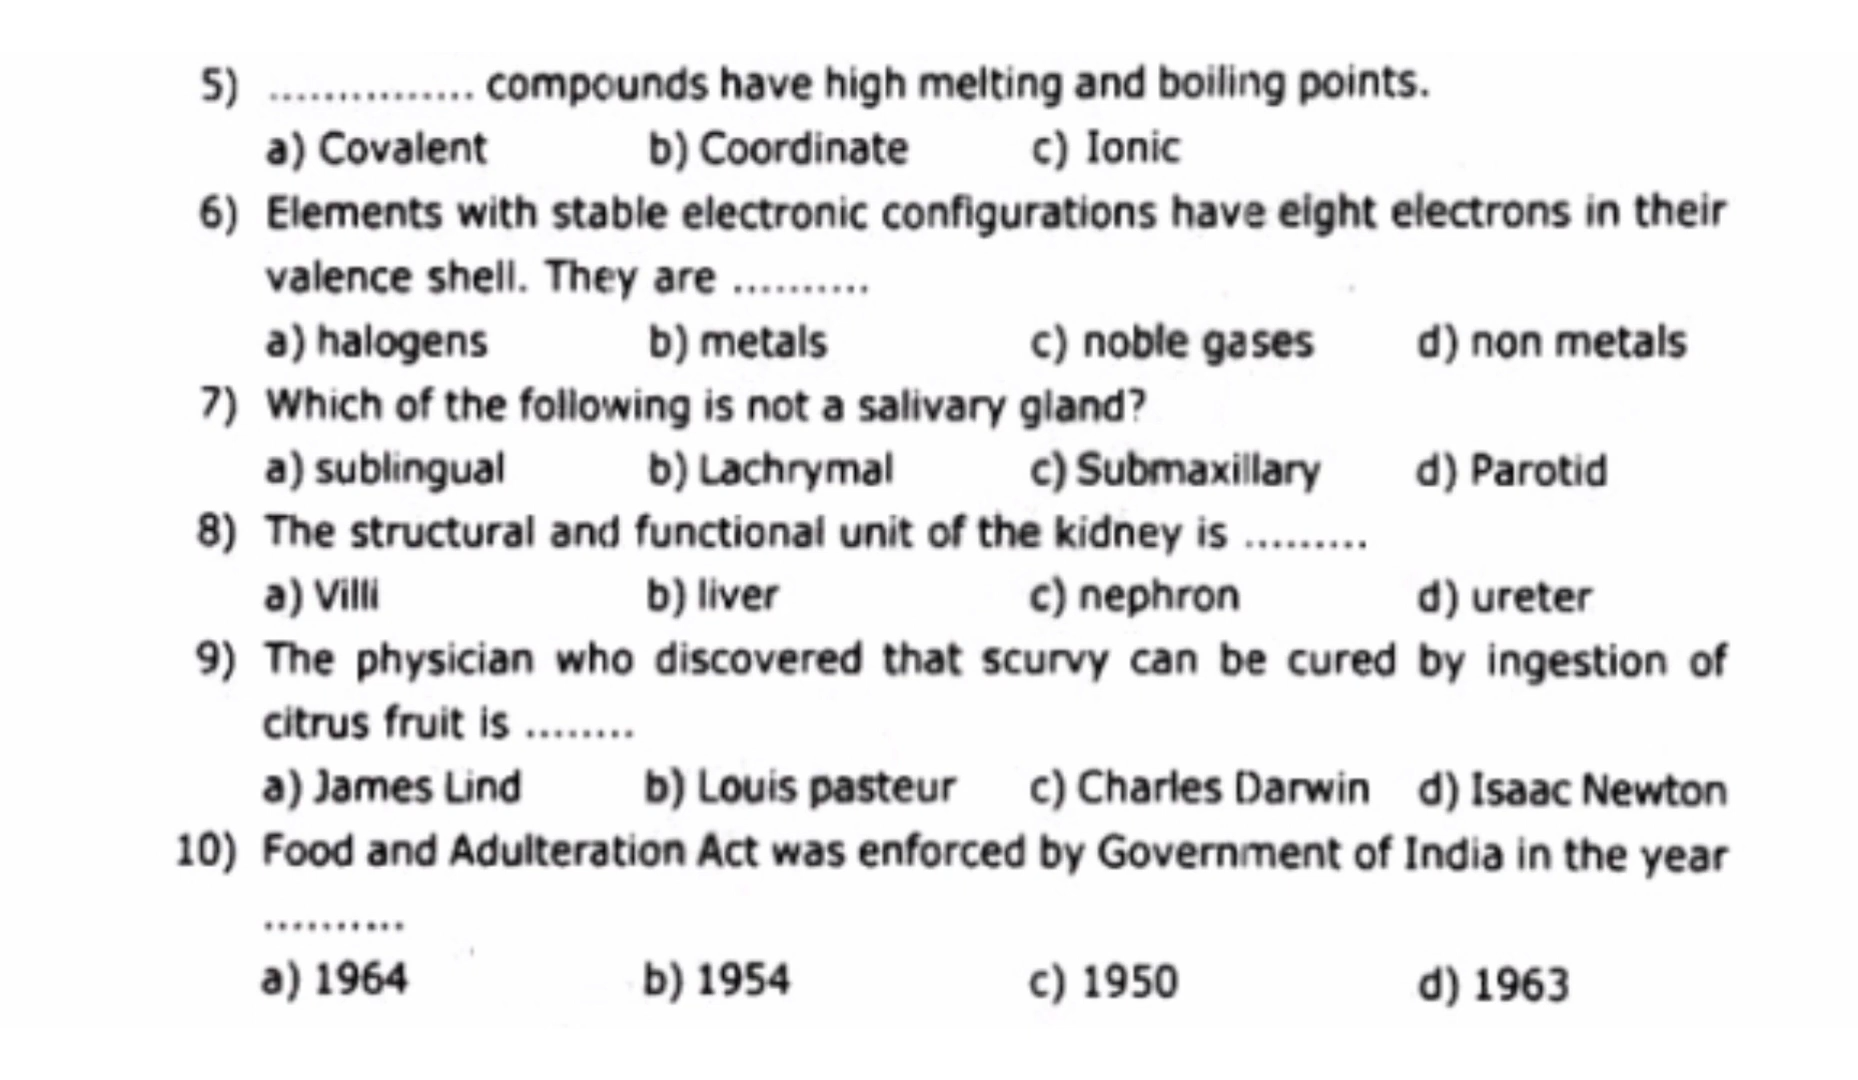 5) ............... compounds have high melting and boiling points.
a) Covalent b) Coordinate c) Ionic
6) Elements with stable electronic configurations have eight electrons in their
valence shell. They are ..........
a) halogens b) metals c) noble gases d) non metals
7) Which of the following is not a salivary gland?
a) sublingual b) Lachrymal c) Submaxillary d) Parotid
8) The structural and functional unit of the kidney is .........
a) Villi b) liver c) nephron d) ureter
9) The physician who discovered that scurvy can be cured by ingestion of
citrus fruit is ........
a) James Lind b) Louis pasteur c) Charles Darwin d) Isaac Newton
10) Food and Adulteration Act was enforced by Government of India in the year
..........
a) 1964 b) 1954 c) 1950 d) 1963